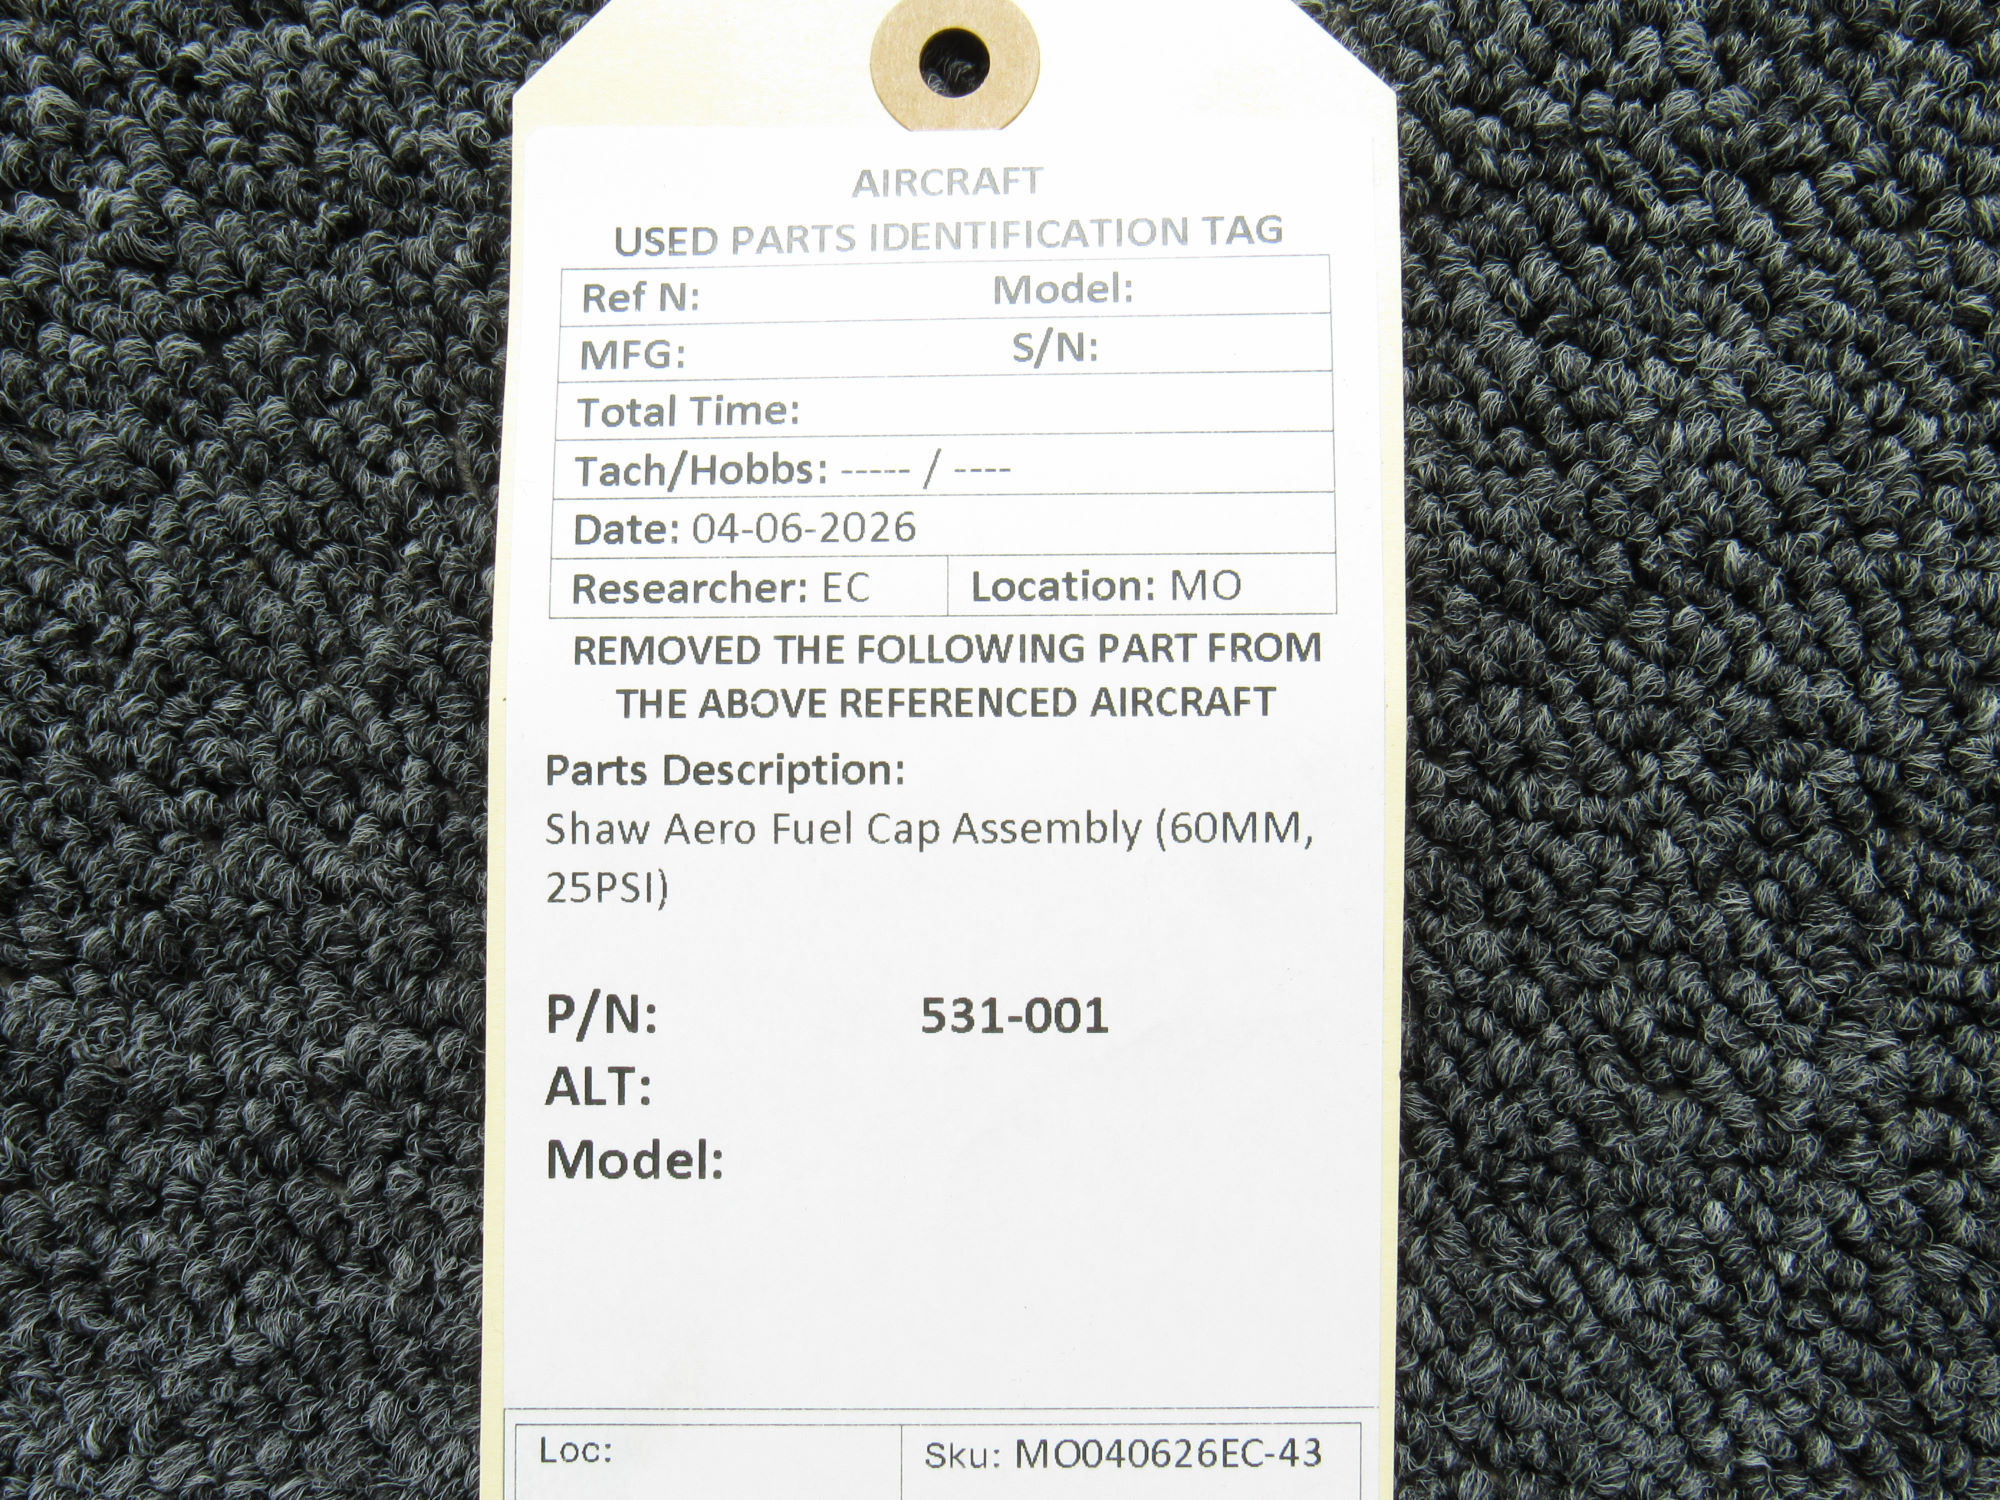 AIRCRAFT
USED PARTS IDENTIFICATION TAG
Ref N: Model:
MFG: S/N:
Total Time:
Tach/Hobbs: ----- / ----
Date: 04-06-2026
Researcher: EC Location: MO
REMOVED THE FOLLOWING PART FROM
THE ABOVE REFERENCED AIRCRAFT
Parts Description:
Shaw Aero Fuel Cap Assembly (60MM,
25PSI)
P/N: 531-001
ALT:
Model:
Loc: Sku: MO040626EC-43